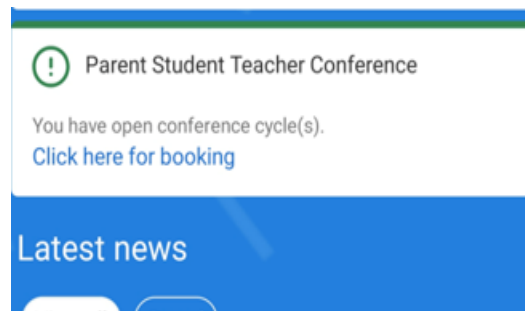 Parent Student Teacher Conference
You have open conference cycle(s).
Click here for booking
Latest news